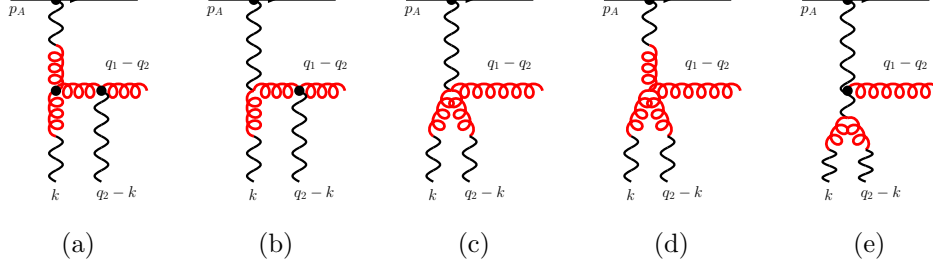 p_A p_A p_A p_A p_A
q_1 − q_2 q_1 − q_2 q_1 − q_2 q_1 − q_2 q_1 − q_2
k q_2 − k k q_2 − k k q_2 − k k q_2 − k k q_2 − k
(a) (b) (c) (d) (e)